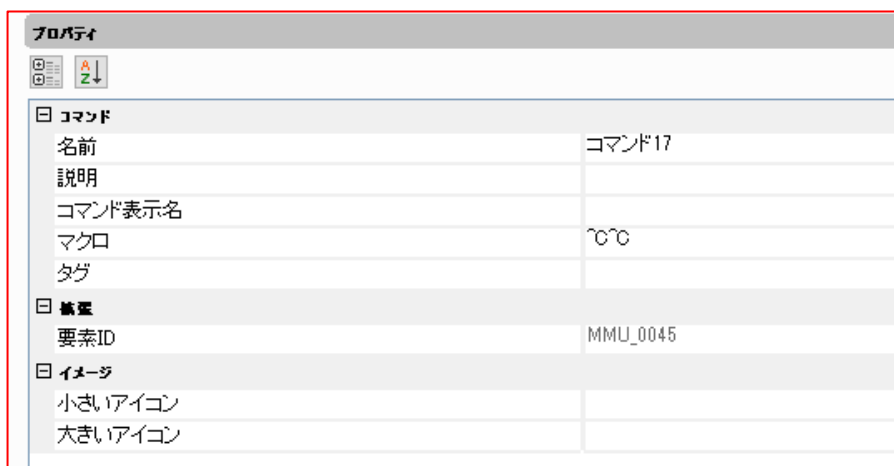 プロパティ
コマンド
名前 コマンド17
説明
コマンド表示名
マクロ ^C^C
タグ
拡張
要素ID MMU_0045
イメージ
小さいアイコン
大きいアイコン